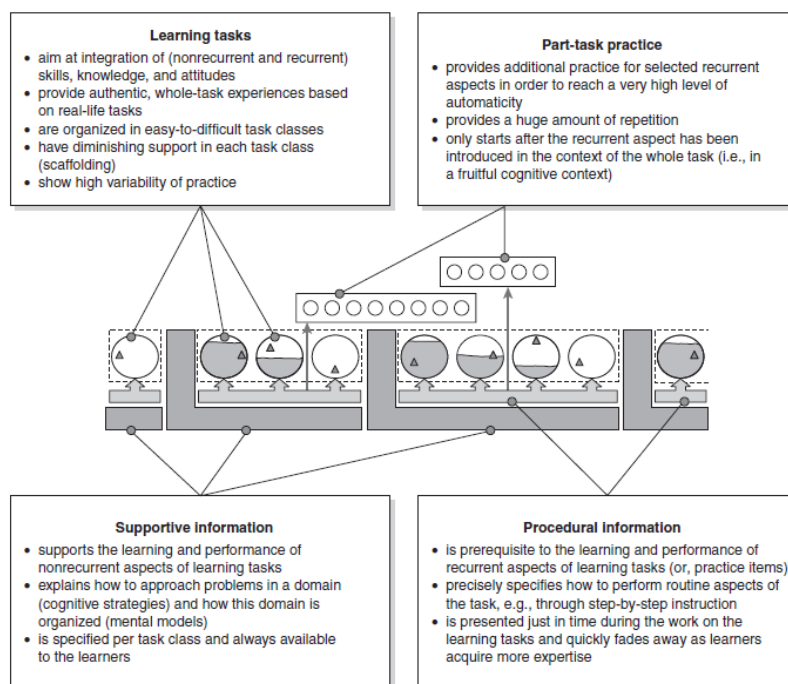 Learning tasks
• aim at integration of (nonrecurrent and recurrent)
skills, knowledge, and attitudes
• provide authentic, whole-task experiences based
on real-life tasks
• are organized in easy-to-difficult task classes
• have diminishing support in each task class
(scaffolding)
• show high variability of practice
Part-task practice
• provides additional practice for selected recurrent
aspects in order to reach a very high level of
automaticity
• provides a huge amount of repetition
• only starts after the recurrent aspect has been
introduced in the context of the whole task (i.e., in
a fruitful cognitive context)
Supportive information
• supports the learning and performance of
nonrecurrent aspects of learning tasks
• explains how to approach problems in a domain
(cognitive strategies) and how this domain is
organized (mental models)
• is specified per task class and always available
to the learners
Procedural information
• is prerequisite to the learning and performance of
recurrent aspects of learning tasks (or, practice items)
• precisely specifies how to perform routine aspects of
the task, e.g., through step-by-step instruction
• is presented just in time during the work on the
learning tasks and quickly fades away as learners
acquire more expertise